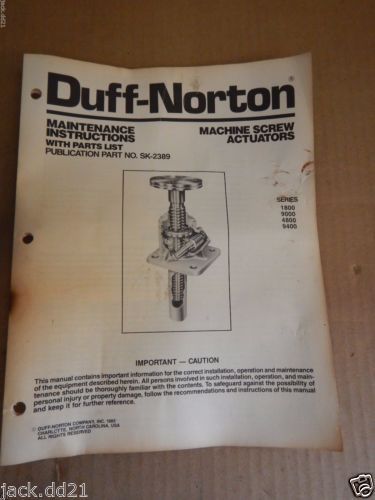 jack.dd21
Duff-Norton®
MAINTENANCE
INSTRUCTIONS
WITH PARTS LIST
PUBLICATION PART NO. SK-2389
MACHINE SCREW
ACTUATORS
SERIES
1800
9000
4800
9400
IMPORTANT — CAUTION
This manual contains important information for the correct installation, operation and maintenance
of the equipment described herein. All persons involved in such installation, operation, and main-
tenance should be thoroughly familiar with the contents. To safeguard against the possibility of
personal injury or property damage, follow the recommendations and instructions of this manual
and keep it for further reference.
© DUFF-NORTON COMPANY, INC.
CHARLOTTE, NORTH CAROLINA, USA
ALL RIGHTS RESERVED
jack.dd21